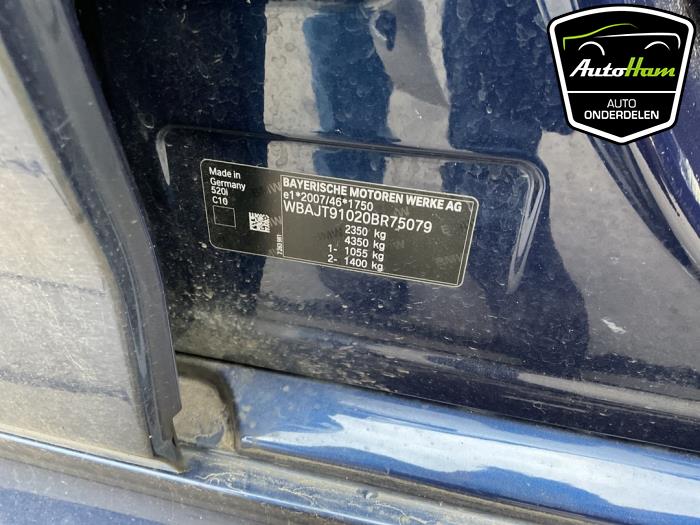 AutoHam
AUTO
ONDERDELEN
Made in
Germany
520i
C10
BAYERISCHE MOTOREN WERKE AG
e1*2007/46*1750
WBAJT91020BR75079
2350 kg
4350 kg
1- 1055 kg
2- 1400 kg